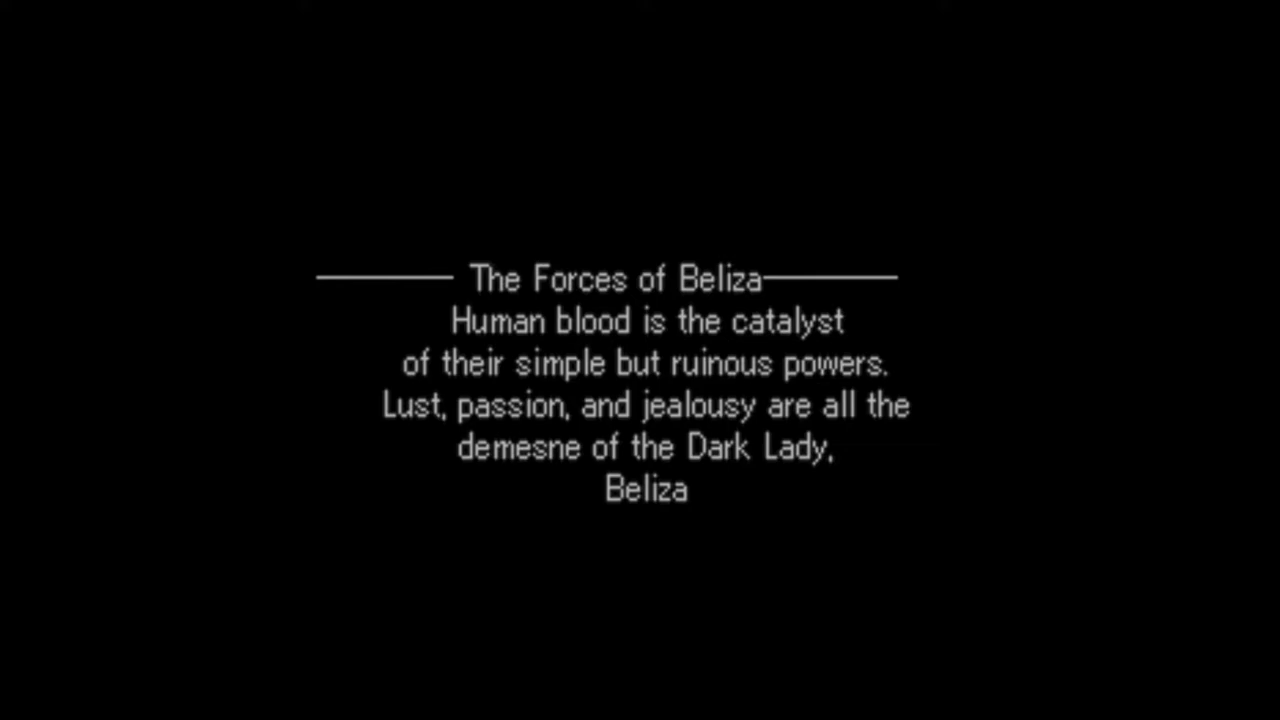 The Forces of Beliza
Human blood is the catalyst
of their simple but ruinous powers.
Lust, passion, and jealousy are all the
demesne of the Dark Lady,
Beliza